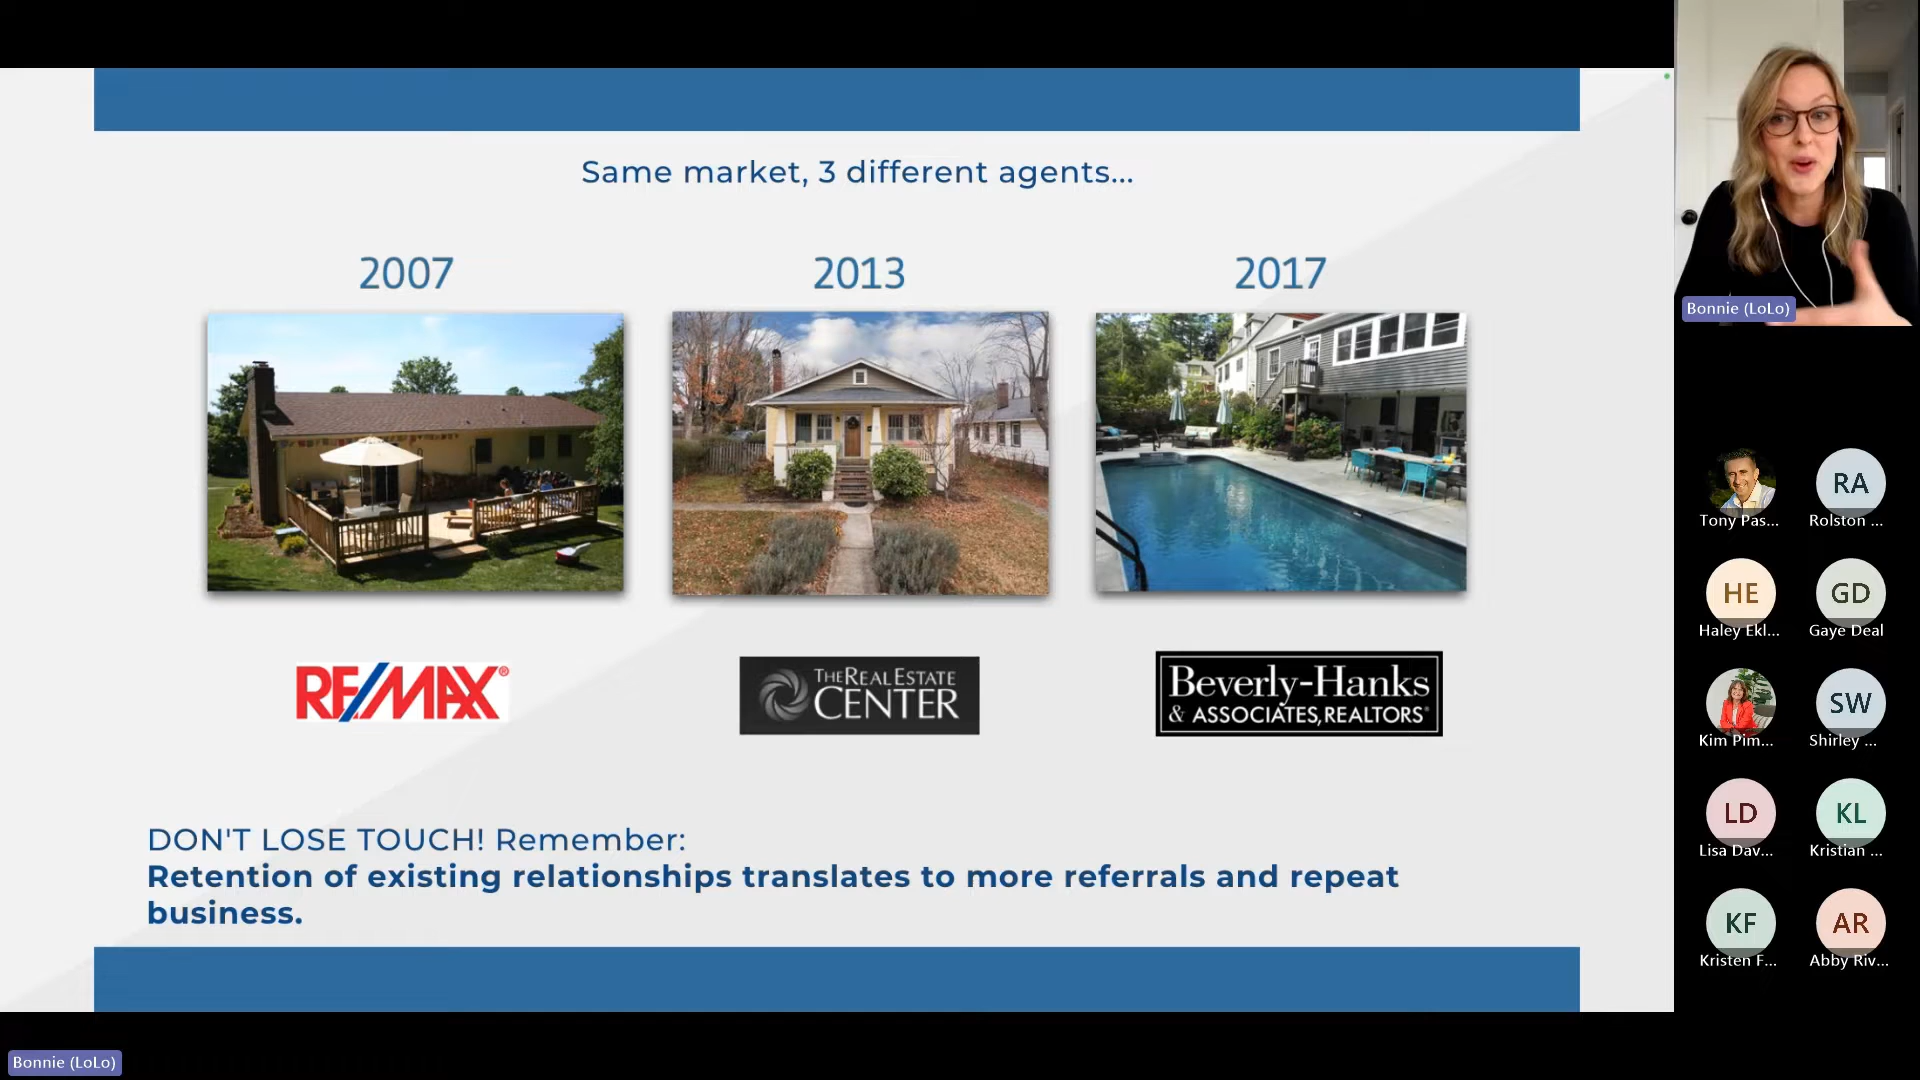 Same market, 3 different agents...
2007
2013
2017
RE/MAX®
THE REAL ESTATE
CENTER
Beverly-Hanks
& ASSOCIATES, REALTORS®
DON'T LOSE TOUCH! Remember:
Retention of existing relationships translates to more referrals and repeat
business.
Bonnie (LoLo)
Tony Pas...
RA
Rolston ...
HE
Haley Ekl...
GD
Gaye Deal
Kim Pim...
SW
Shirley ...
LD
Lisa Dav...
KL
Kristian ...
KF
Kristen F...
AR
Abby Riv...
Bonnie (LoLo)